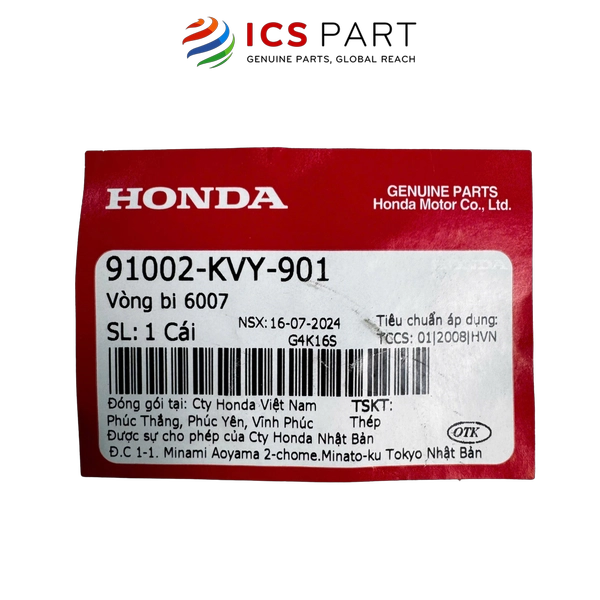 ICS PART
GENUINE PARTS, GLOBAL REACH
HONDA
GENUINE PARTS
Honda Motor Co., Ltd.
91002-KVY-901
Vòng bi 6007
SL: 1 Cái
NSX: 16-07-2024
G4K16S
Tiêu chuẩn áp dụng:
TCCS: 01|2008|HVN
Đóng gói tại: Cty Honda Việt Nam
Phúc Thắng, Phúc Yên, Vĩnh Phúc
TSKT:
Thép
Được sự cho phép của Cty Honda Nhật Bản
Đ.C 1-1. Minami Aoyama 2-chome.Minato-ku Tokyo Nhật Bản
OTK